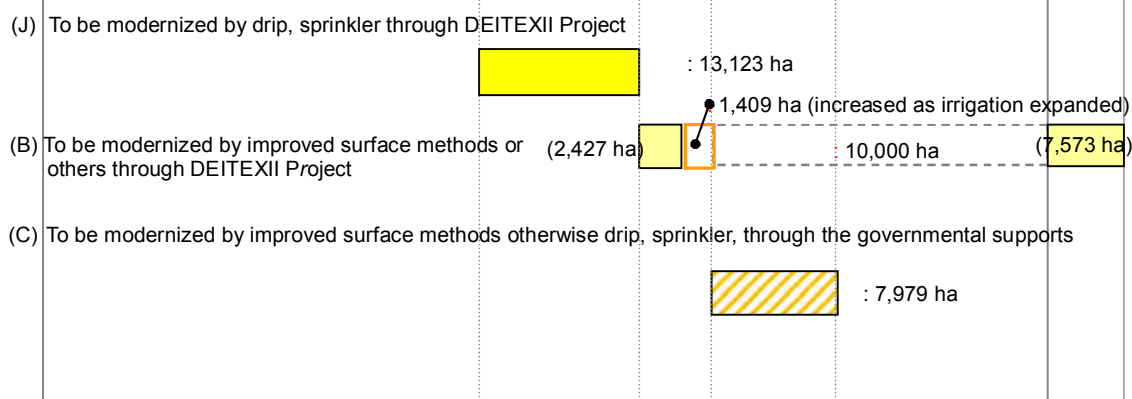 (J) To be modernized by drip, sprinkler through DEITEXII Project
: 13,123 ha
1,409 ha (increased as irrigation expanded)
(B) To be modernized by improved surface methods or
others through DEITEXII Project
(2,427 ha)
: 10,000 ha
(7,573 ha)
(C) To be modernized by improved surface methods otherwise drip, sprinkler, through the governmental supports
: 7,979 ha